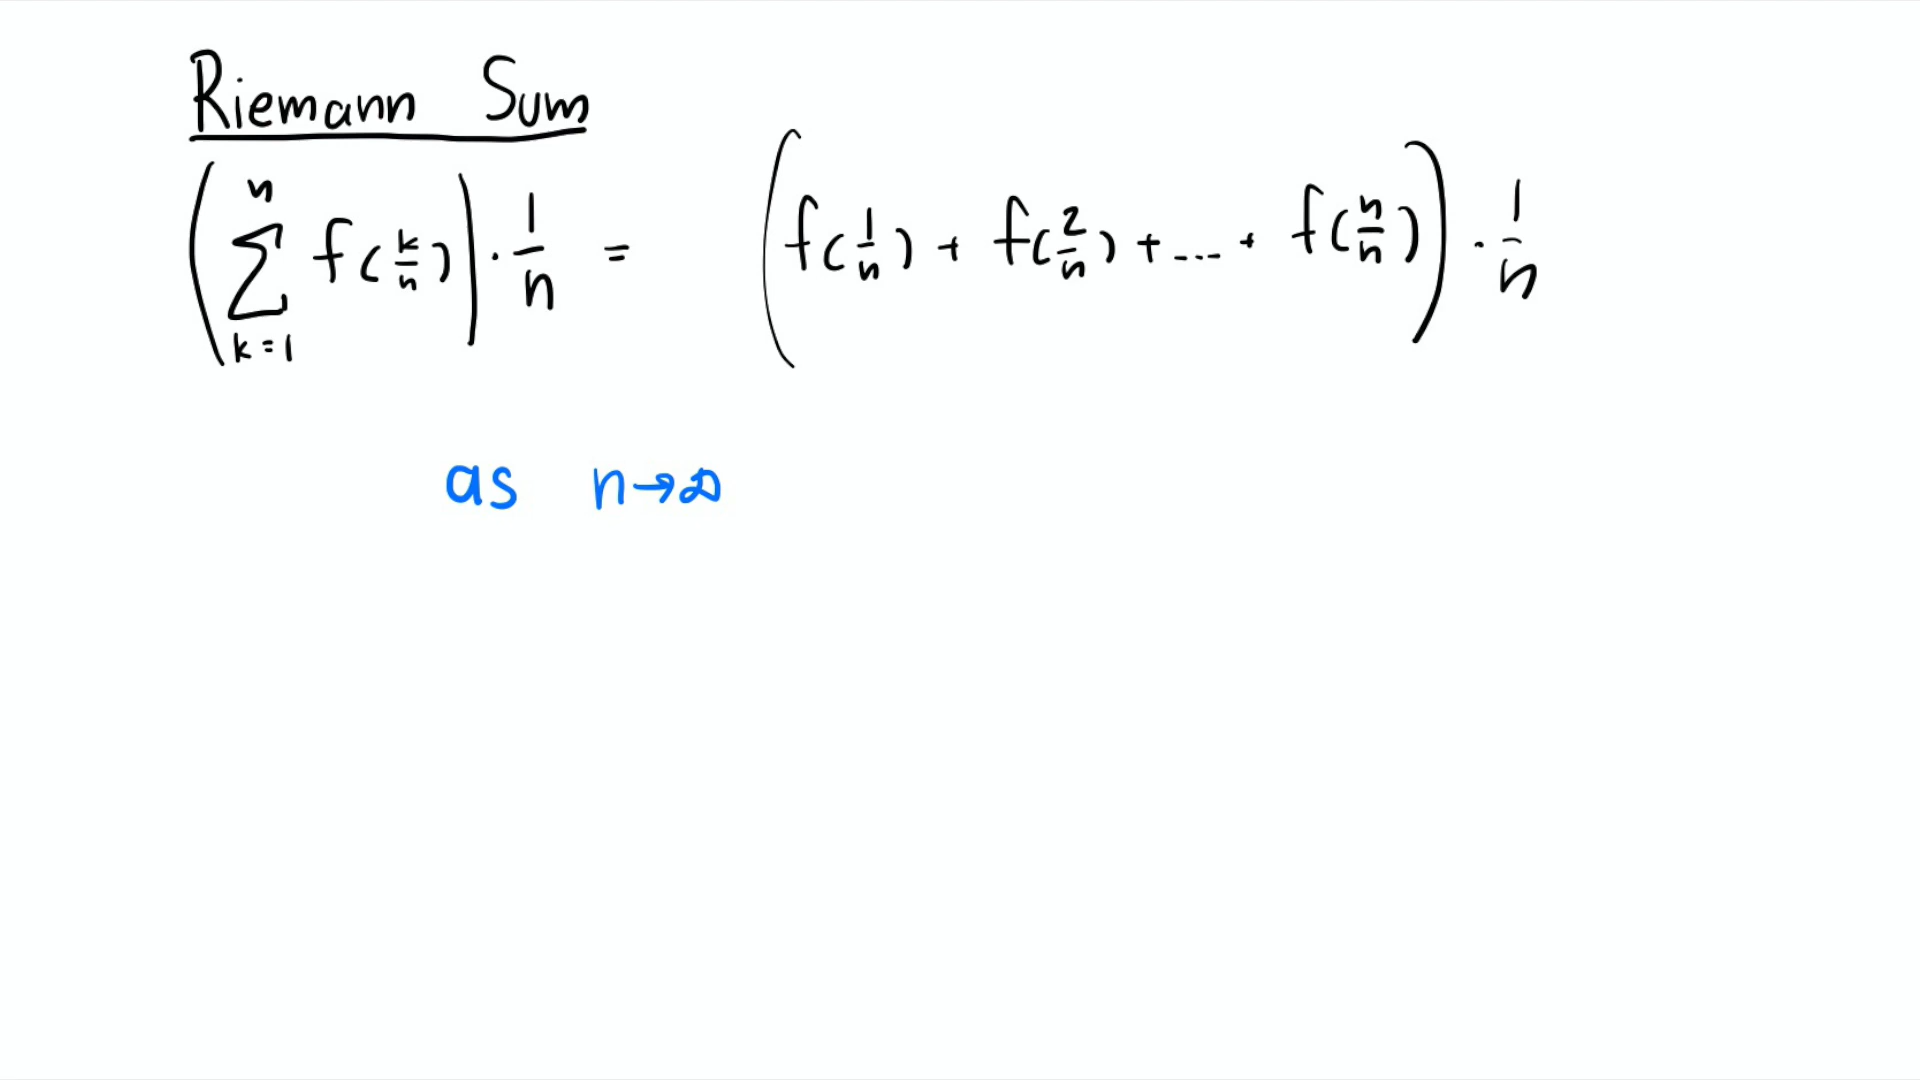 Riemann Sum
(∑_{k=1}^{n} f(k/n)) · 1/n = (f(1/n) + f(2/n) + ... + f(n/n)) · 1/n
as n→∞